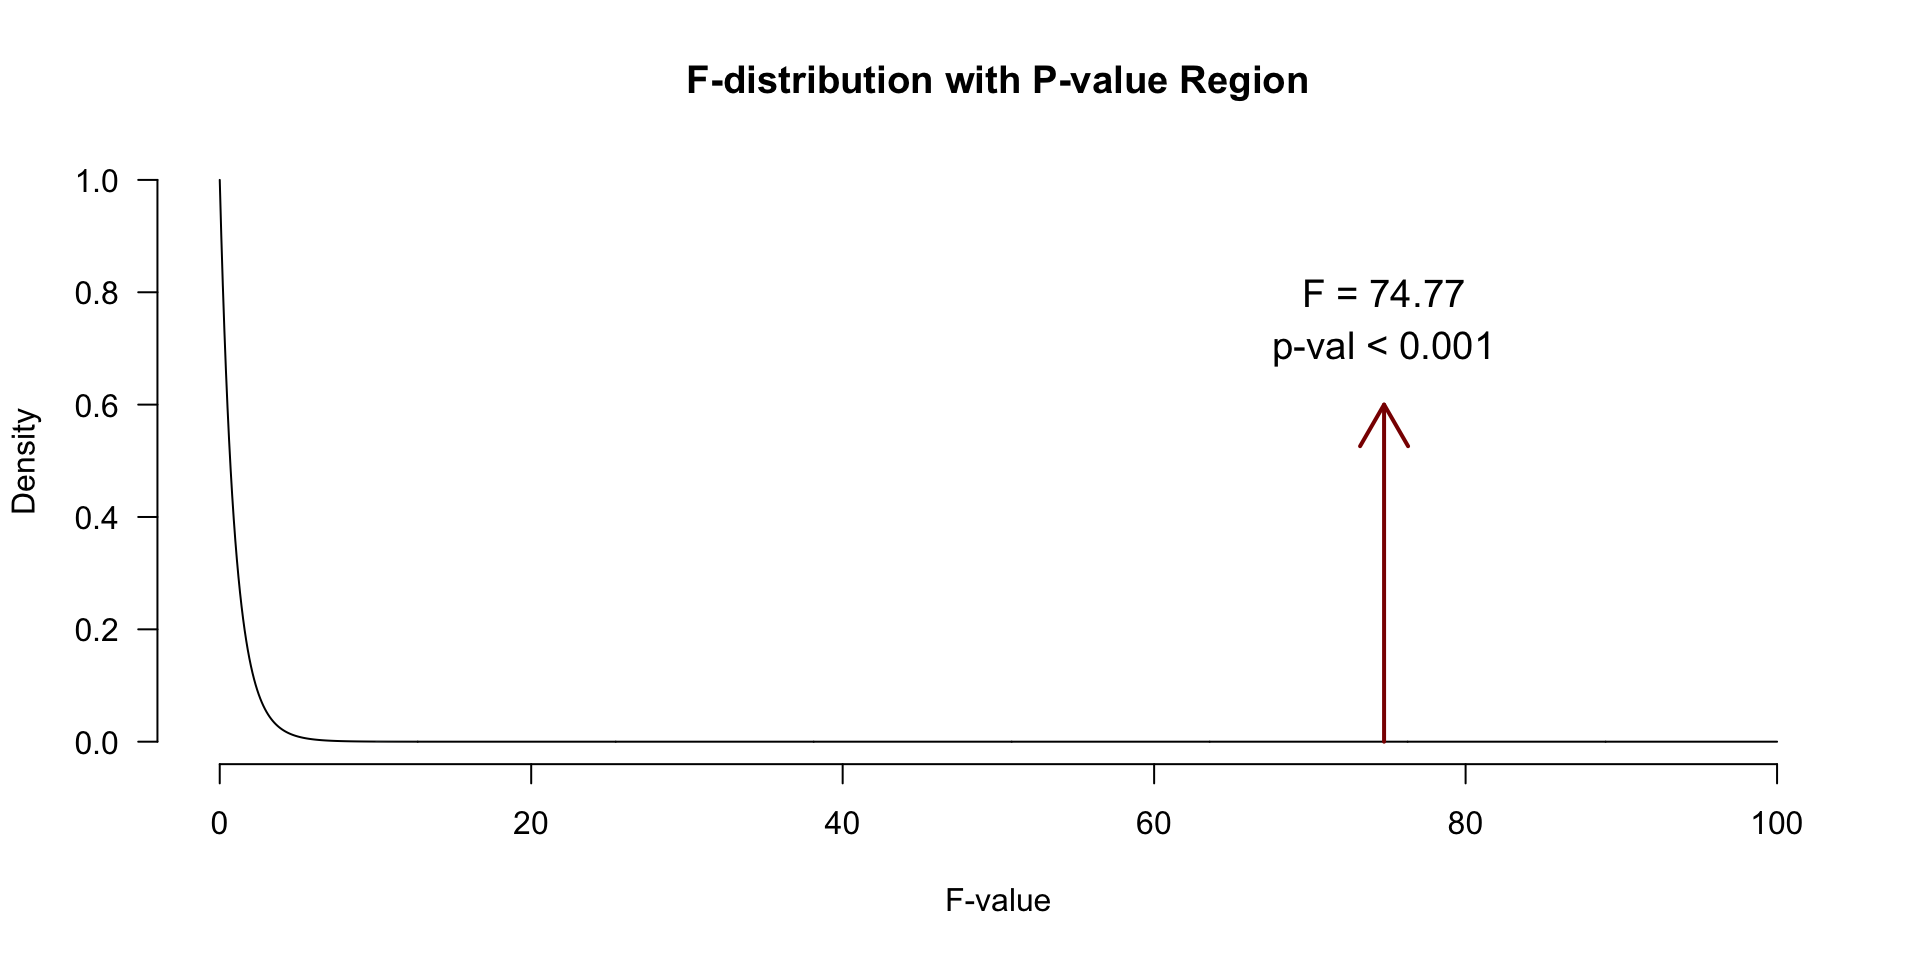 F-distribution with P-value Region
1.0
0.8
0.6
0.4
0.2
0.0
Density
F = 74.77
p-val < 0.001
0 20 40 60 80 100
F-value